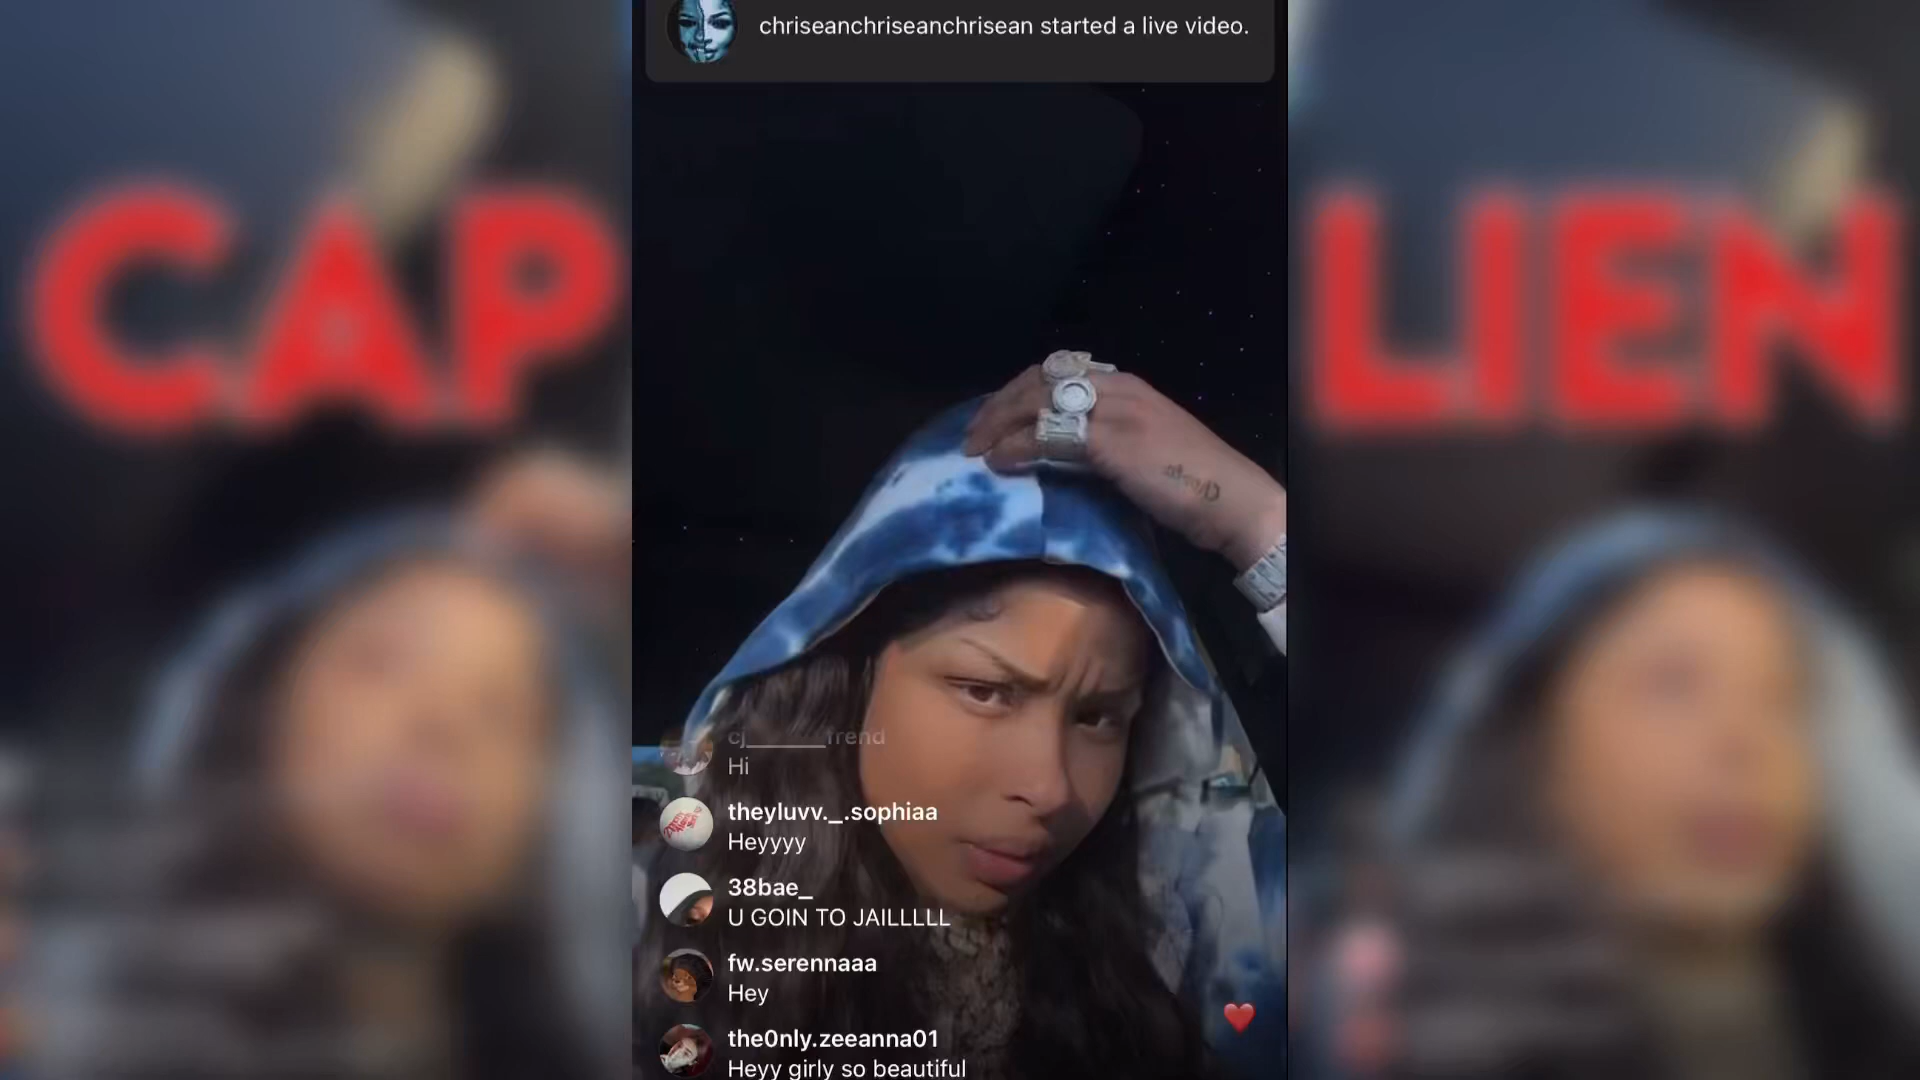 chriseanchriseanchrisean started a live video.
CAP
LIEN
cj______frend
Hi
theyluvv._.sophiaa
Heyyyy
38bae_
U GOIN TO JAILLLLL
fw.serennaaa
Hey
the0nly.zeeanna01
Heyy girly so beautiful